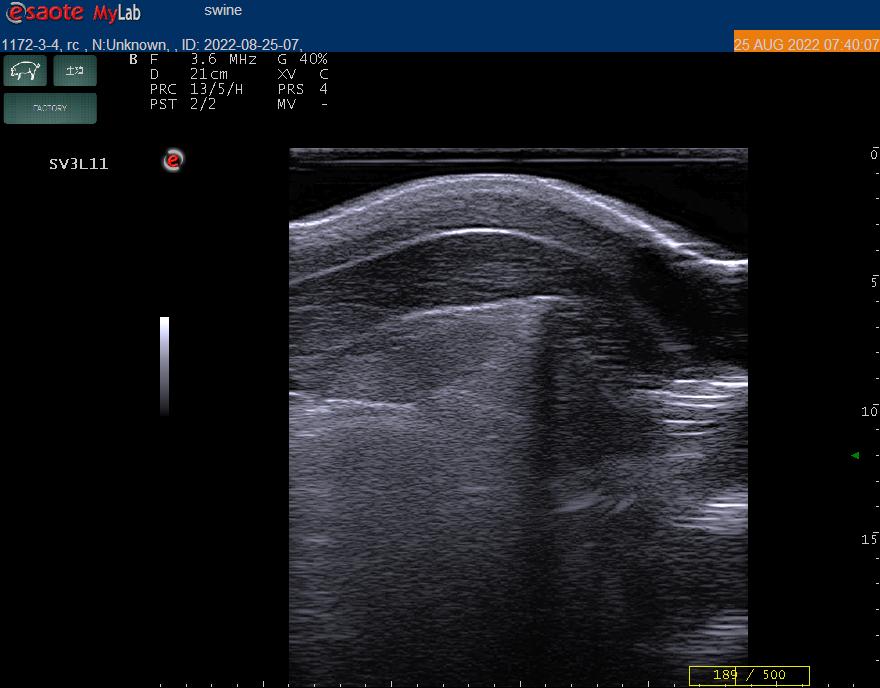 esaote MyLab
swine
1172-3-4, rc , N:Unknown, , ID: 2022-08-25-07,
25 AUG 2022 07:40:07
B F 3.6 MHz G 40%
D 21cm XV C
PRC 13/5/H PRS 4
PST 2/2 MV -
土猪
FACTORY
SV3L11
e
0
5
10
15
189 / 500